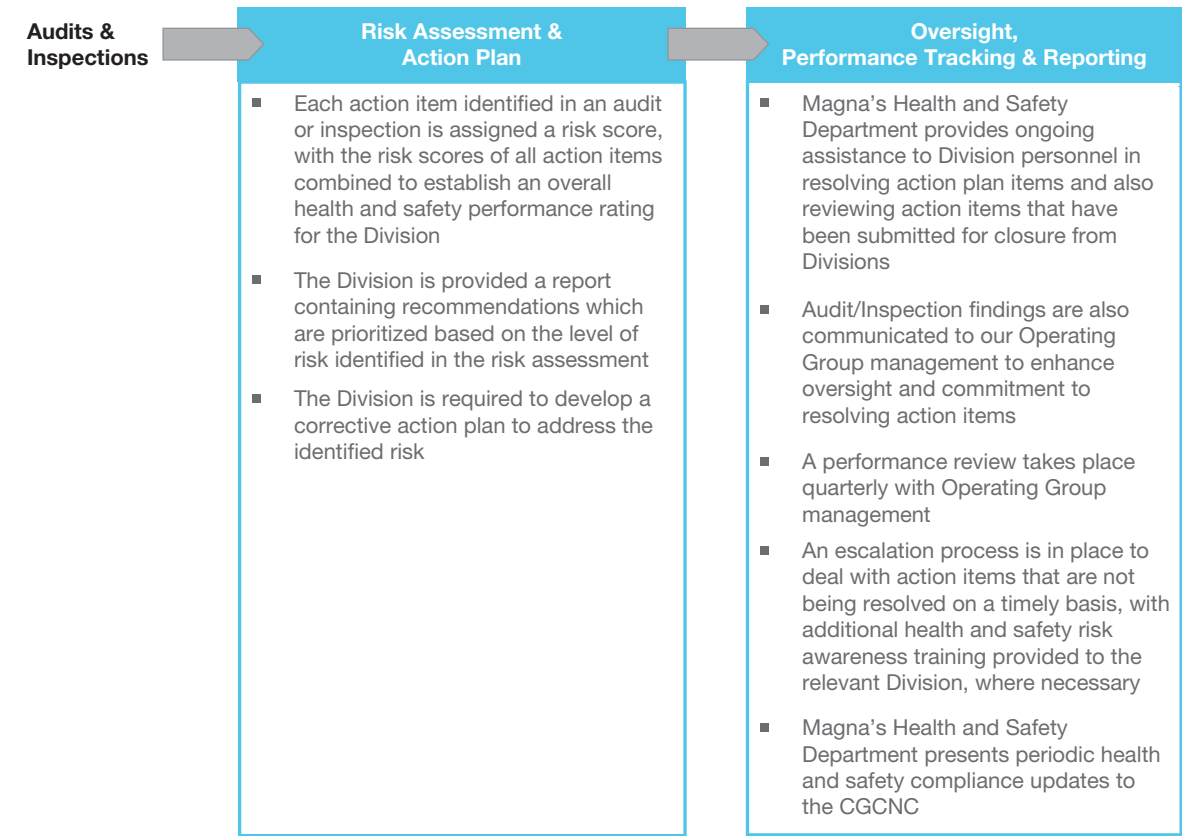 Audits &
Inspections
Risk Assessment &
Action Plan
■ Each action item identified in an audit
or inspection is assigned a risk score,
with the risk scores of all action items
combined to establish an overall
health and safety performance rating
for the Division
■ The Division is provided a report
containing recommendations which
are prioritized based on the level of
risk identified in the risk assessment
■ The Division is required to develop a
corrective action plan to address the
identified risk
Oversight,
Performance Tracking & Reporting
■ Magna’s Health and Safety
Department provides ongoing
assistance to Division personnel in
resolving action plan items and also
reviewing action items that have
been submitted for closure from
Divisions
■ Audit/Inspection findings are also
communicated to our Operating
Group management to enhance
oversight and commitment to
resolving action items
■ A performance review takes place
quarterly with Operating Group
management
■ An escalation process is in place to
deal with action items that are not
being resolved on a timely basis, with
additional health and safety risk
awareness training provided to the
relevant Division, where necessary
■ Magna’s Health and Safety
Department presents periodic health
and safety compliance updates to
the CGCNC